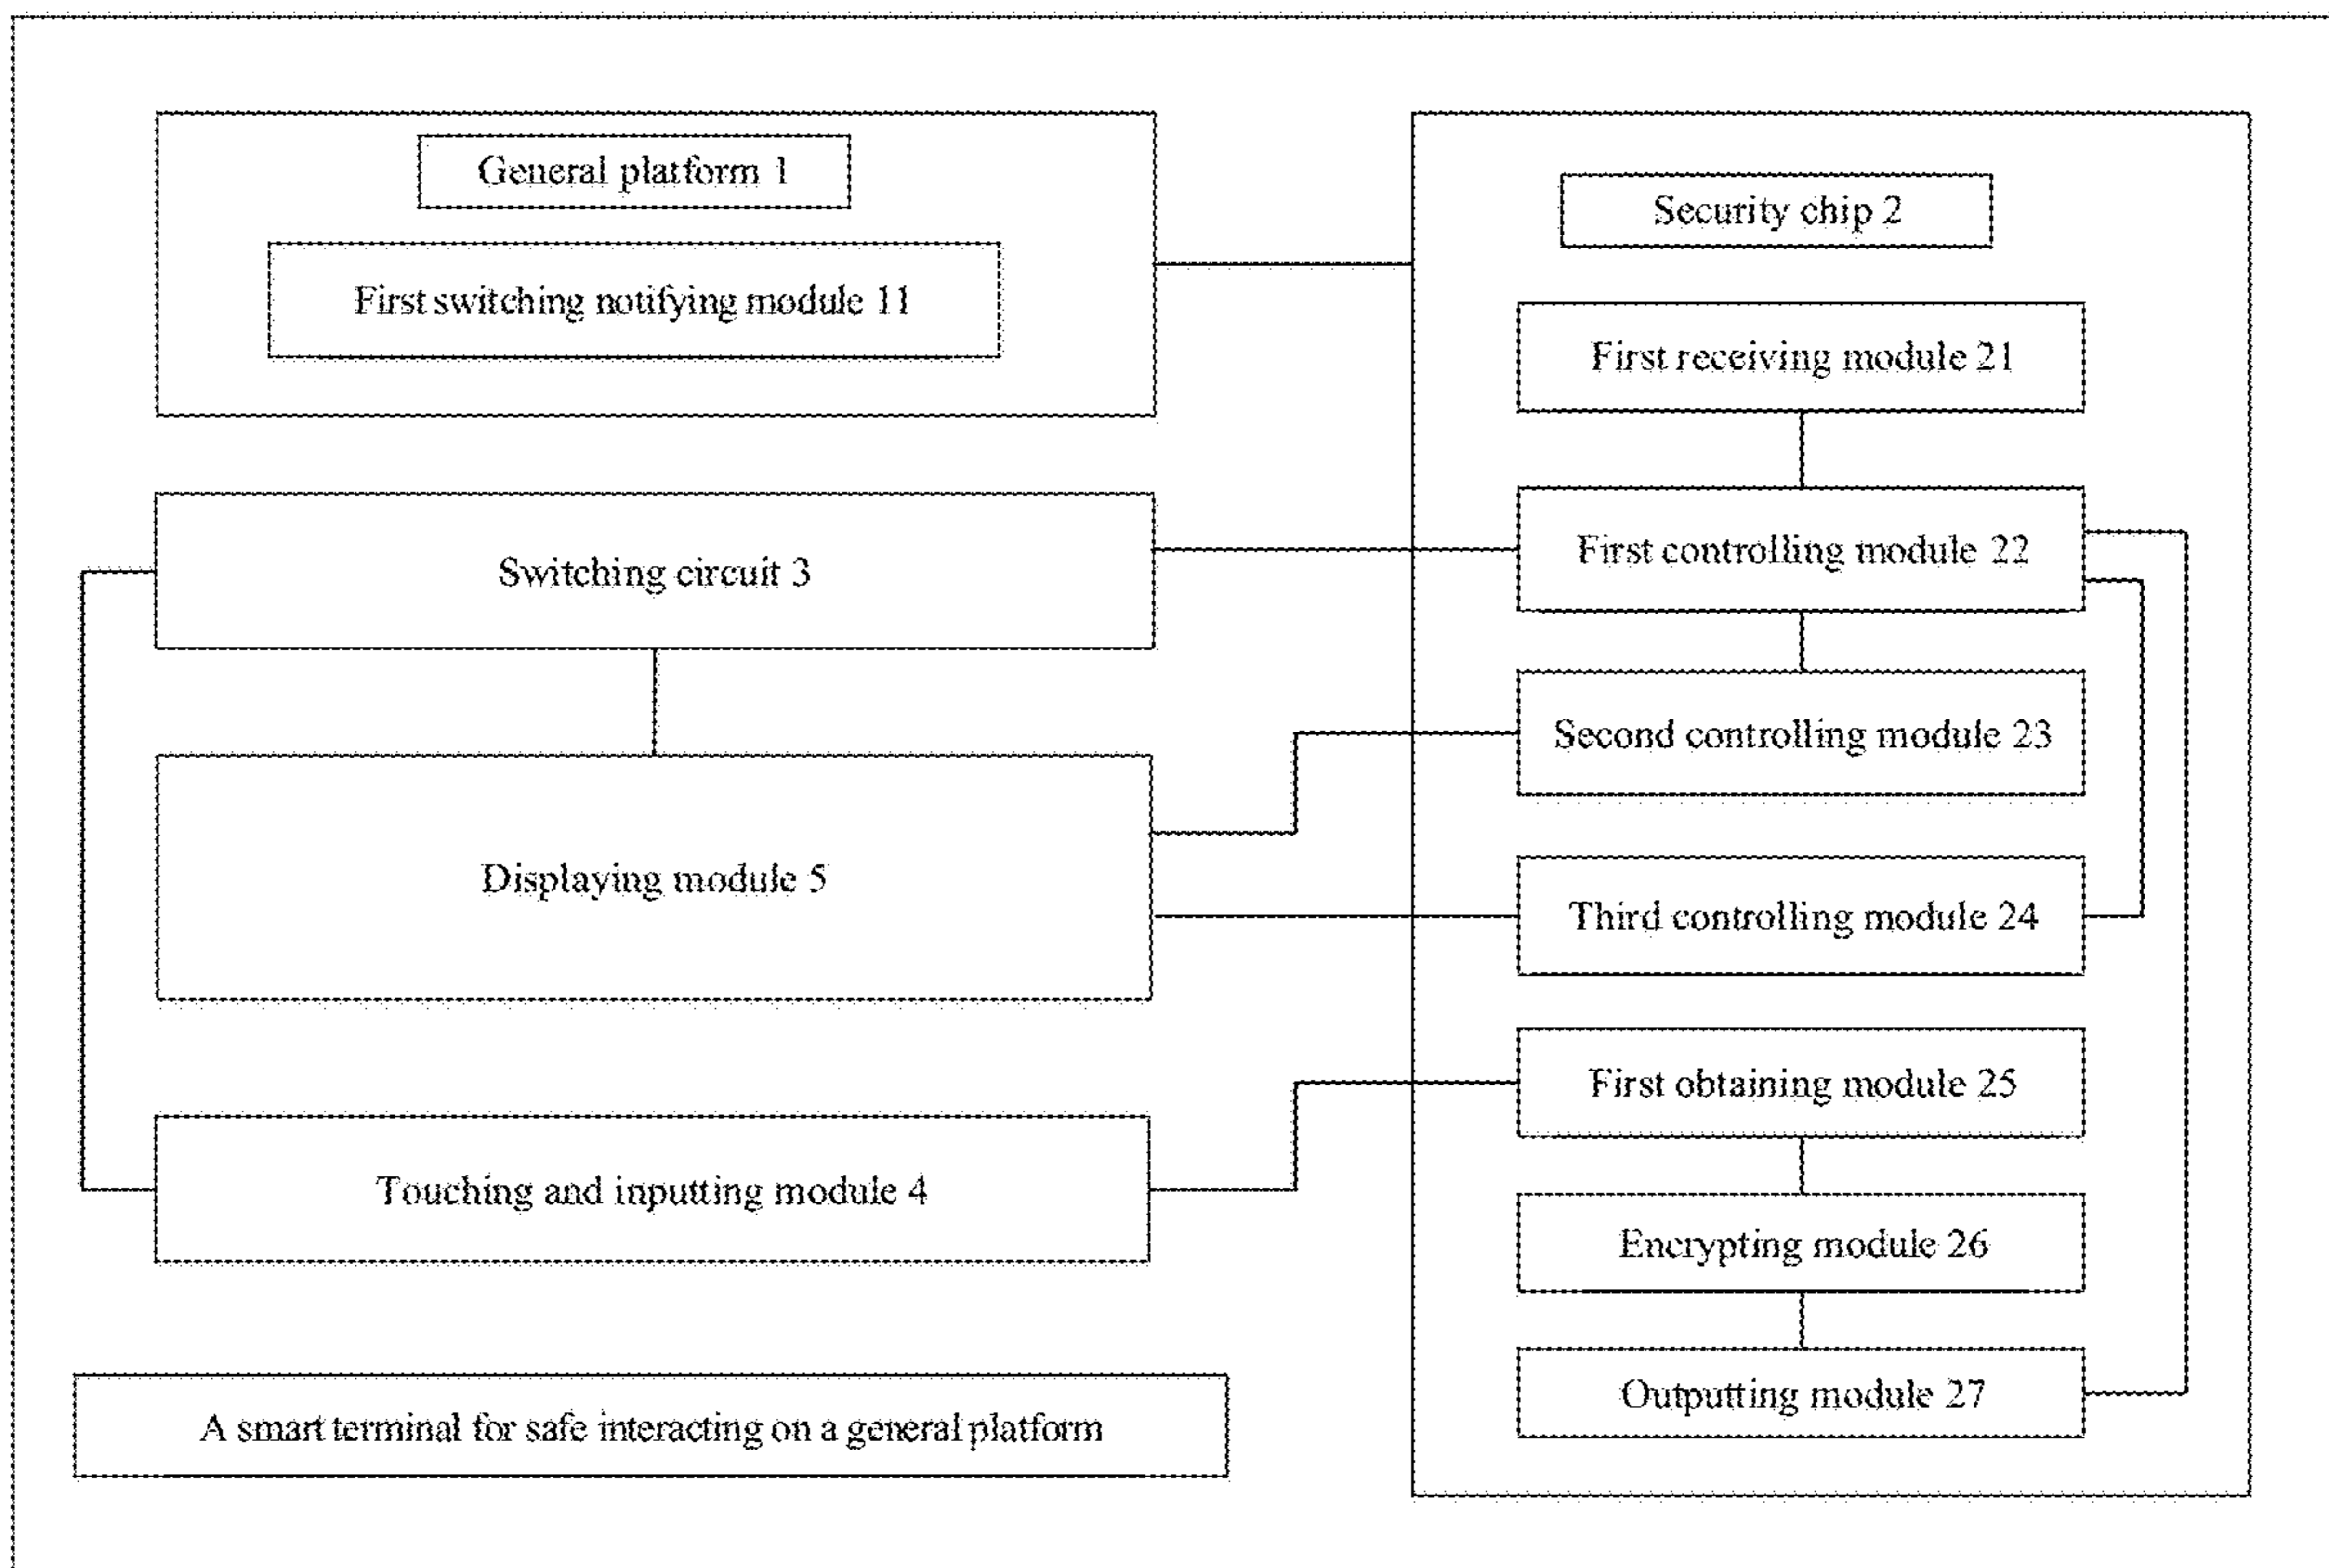 General platform 1
First switching notifying module 11
Switching circuit 3
Displaying module 5
Touching and inputting module 4
A smart terminal for safe interacting on a general platform
Security chip 2
First receiving module 21
First controlling module 22
Second controlling module 23
Third controlling module 24
First obtaining module 25
Encrypting module 26
Outputting module 27